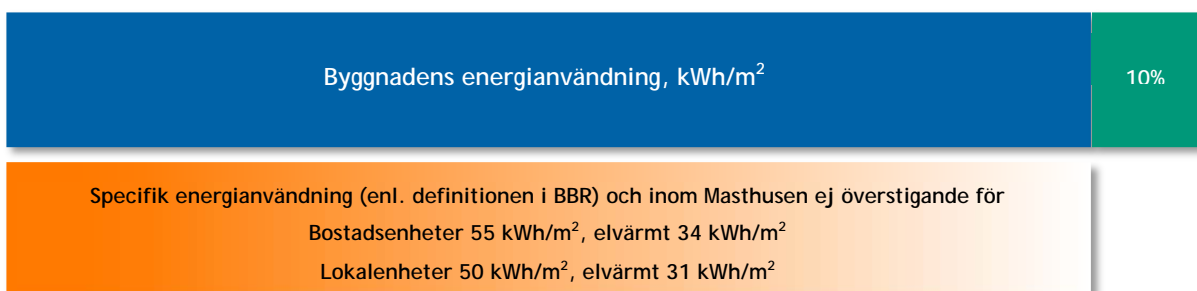 Byggnadens energianvändning, kWh/m²
10%
Specifik energianvändning (enl. definitionen i BBR) och inom Masthusen ej överstigande för
Bostadsenheter 55 kWh/m², elvärmt 34 kWh/m²
Lokalenheter 50 kWh/m², elvärmt 31 kWh/m²